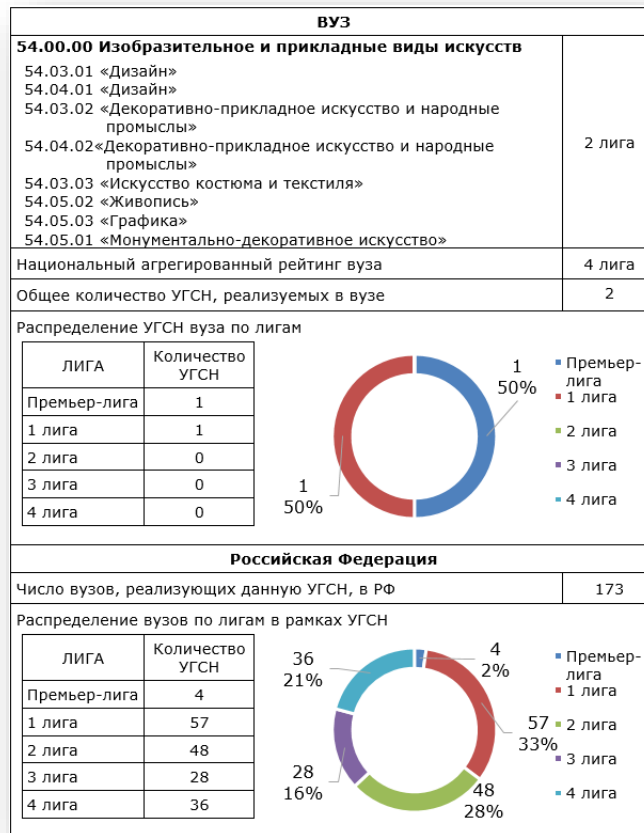 ВУЗ
54.00.00 Изобразительное и прикладные виды искусств
54.03.01 «Дизайн»
54.04.01 «Дизайн»
54.03.02 «Декоративно-прикладное искусство и народные
промыслы»
54.04.02«Декоративно-прикладное искусство и народные
промыслы»
54.03.03 «Искусство костюма и текстиля»
54.05.02 «Живопись»
54.05.03 «Графика»
54.05.01 «Монументально-декоративное искусство»
2 лига
Национальный агрегированный рейтинг вуза 4 лига
Общее количество УГСН, реализуемых в вузе 2
Распределение УГСН вуза по лигам
ЛИГА Количество
УГСН
Премьер-лига 1
1 лига 1
2 лига 0
3 лига 0
4 лига 0
1
50%
1
50%
Премьер-
лига
1 лига
2 лига
3 лига
4 лига
Российская Федерация
Число вузов, реализующих данную УГСН, в РФ 173
Распределение вузов по лигам в рамках УГСН
ЛИГА Количество
УГСН
Премьер-лига 4
1 лига 57
2 лига 48
3 лига 28
4 лига 36
4
2%
57
33%
48
28%
28
16%
36
21%
Премьер-
лига
1 лига
2 лига
3 лига
4 лига